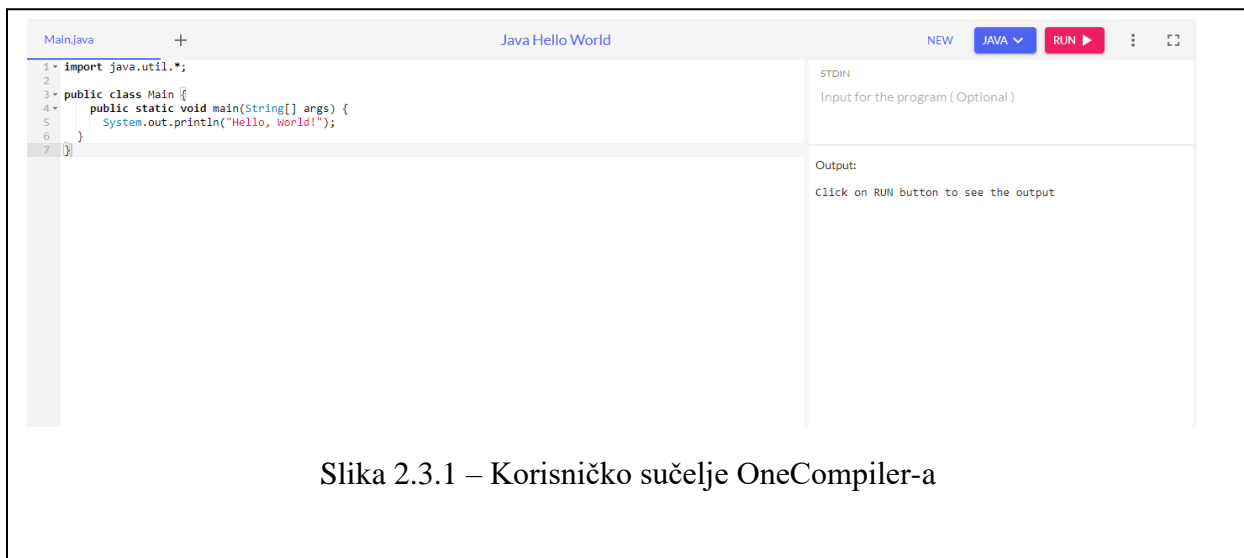 Main.java + Java Hello World NEW JAVA RUN
1 import java.util.*;
2
3 public class Main {
4 public static void main(String[] args) {
5 System.out.println("Hello, World!");
6 }
7 }
STDIN
Input for the program ( Optional )
Output:
Click on RUN button to see the output
Slika 2.3.1 – Korisničko sučelje OneCompiler-a